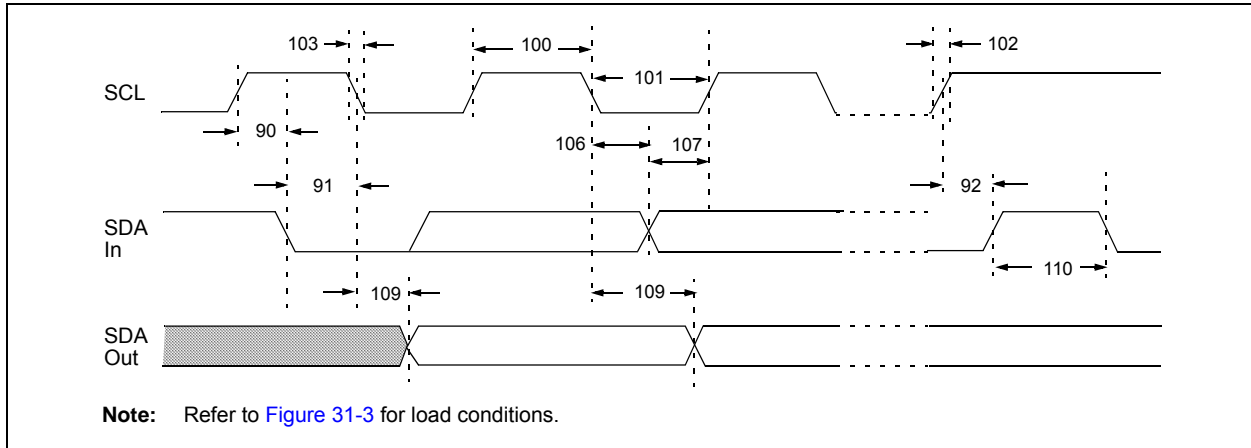 103
100
102
101
SCL
90
106
107
91
92
SDA
In
110
109
109
SDA
Out
Note: Refer to Figure 31-3 for load conditions.